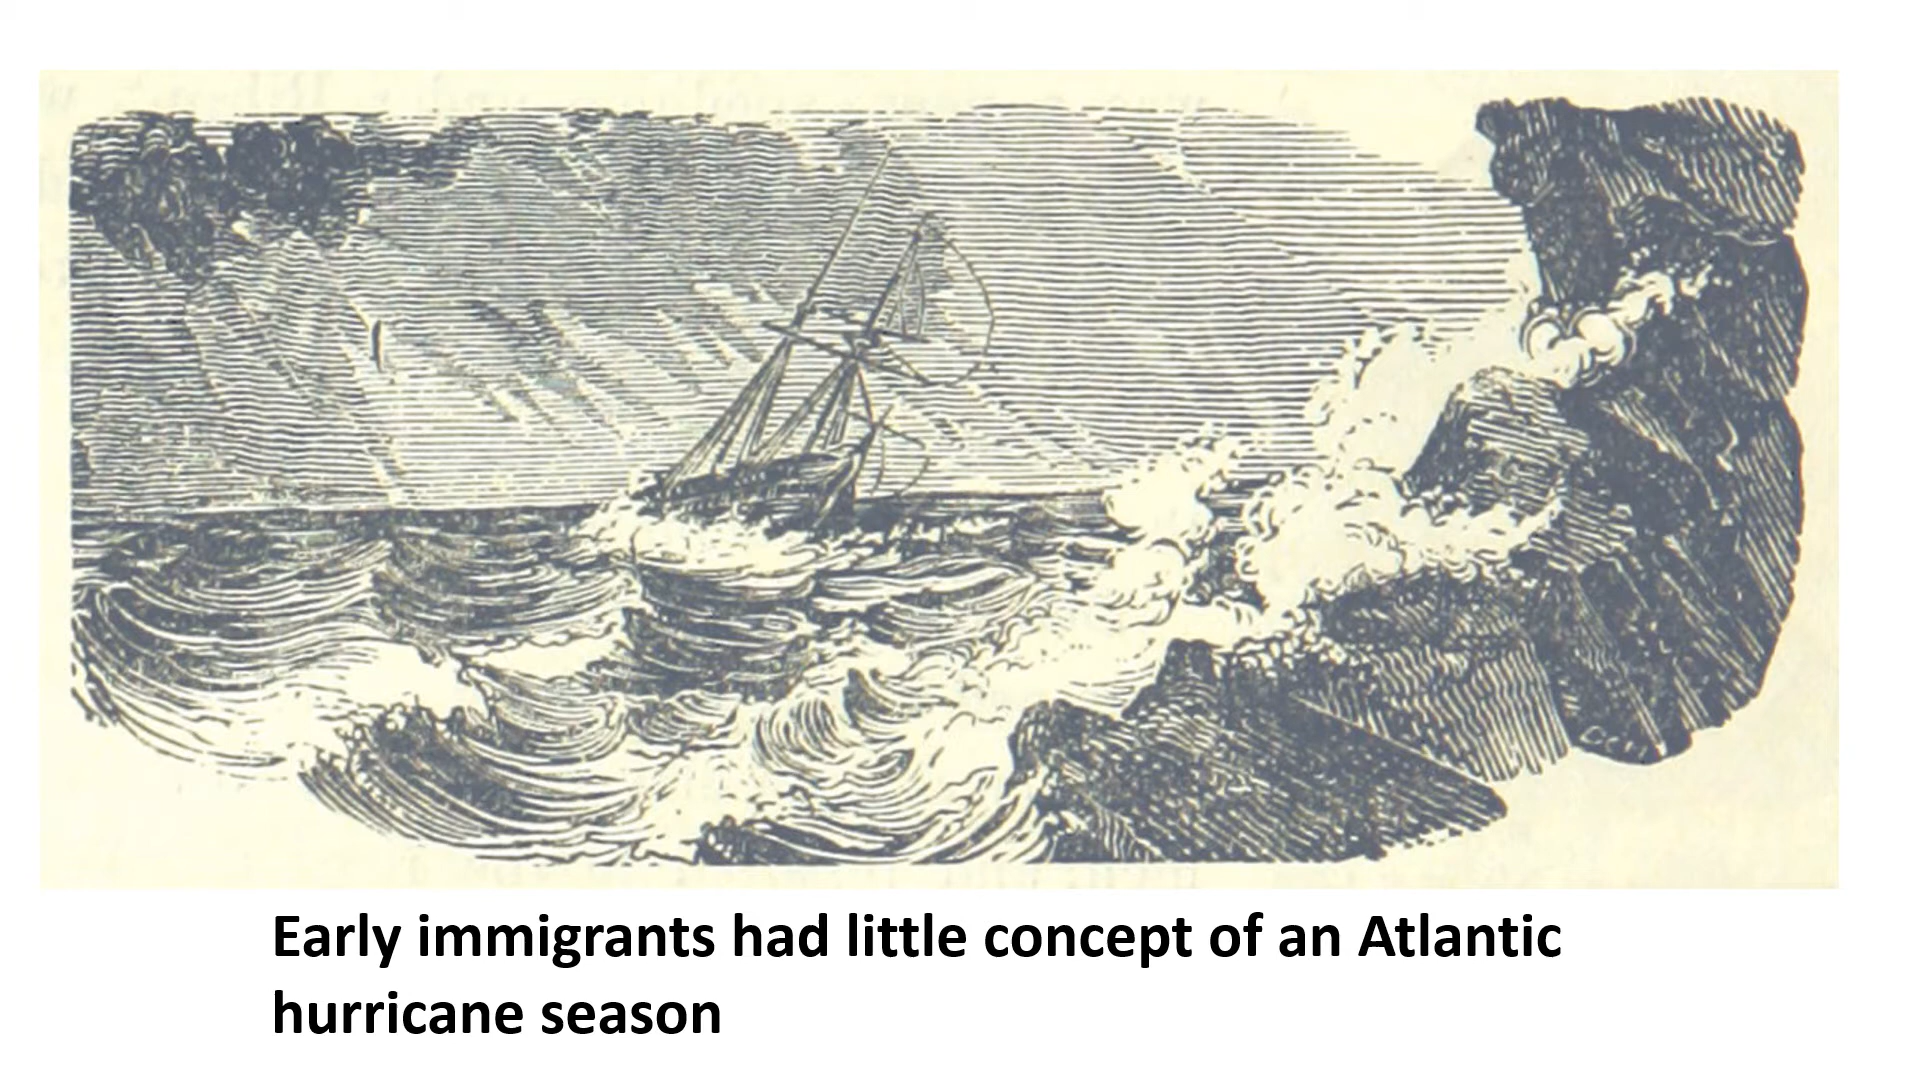 Early immigrants had little concept of an Atlantic
hurricane season